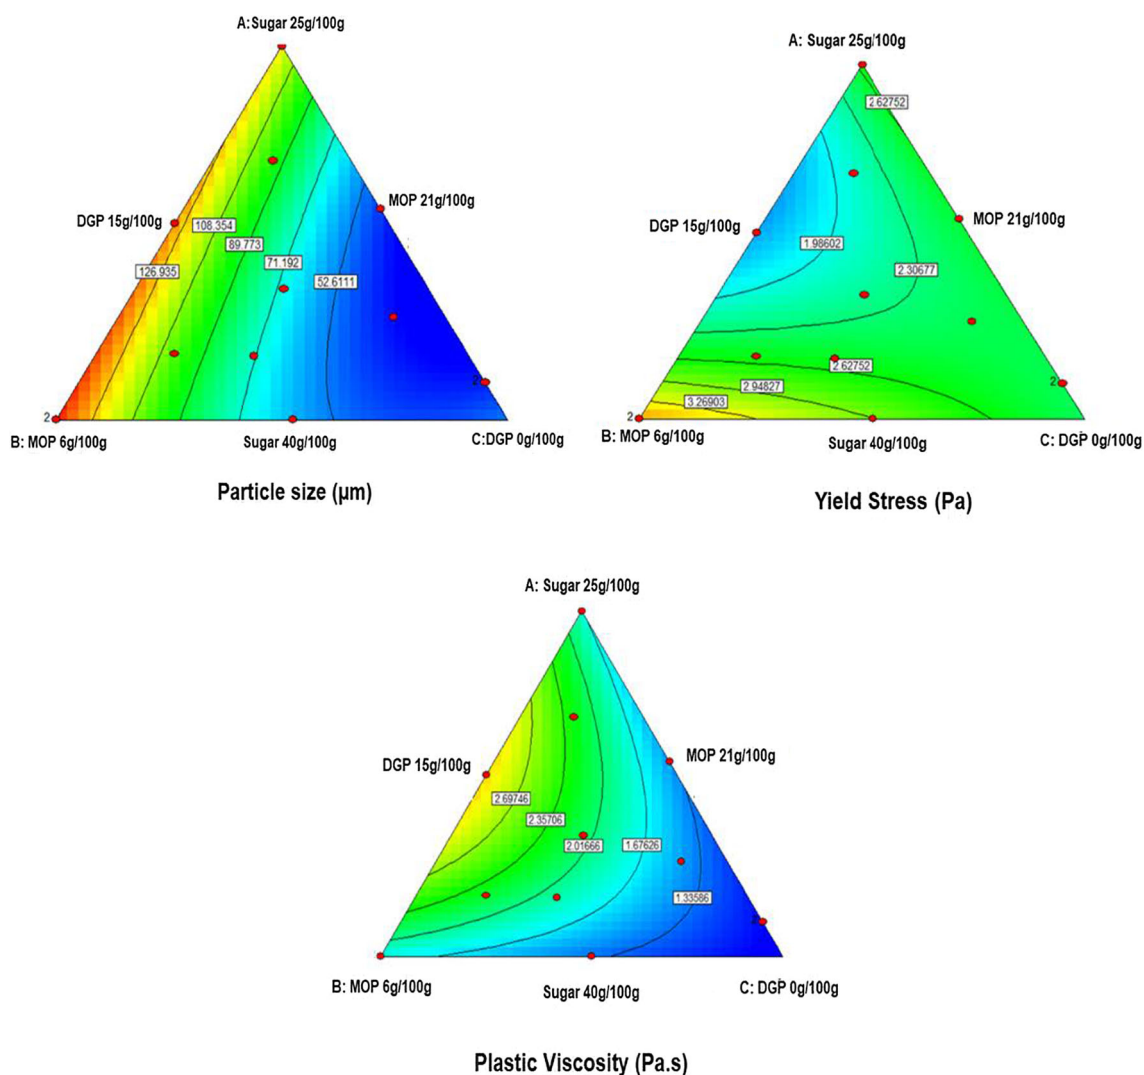 A: Sugar 25g/100g
DGP 15g/100g
MOP 21g/100g
108.354
89.773
71.192
126.935
52.6111
2
2
B: MOP 6g/100g
Sugar 40g/100g
C:DGP 0g/100g
Particle size (µm)
A: Sugar 25g/100g
2.62752
DGP 15g/100g
MOP 21g/100g
1.98602
2.30677
2.62752
2.94827
3.26903
2
2
B: MOP 6g/100g
Sugar 40g/100g
C: DGP 0g/100g
Yield Stress (Pa)
A: Sugar 25g/100g
DGP 15g/100g
MOP 21g/100g
2.69746
2.35706
2.01666
1.67626
1.33586
2
B: MOP 6g/100g
Sugar 40g/100g
C: DGP 0g/100g
Plastic Viscosity (Pa.s)